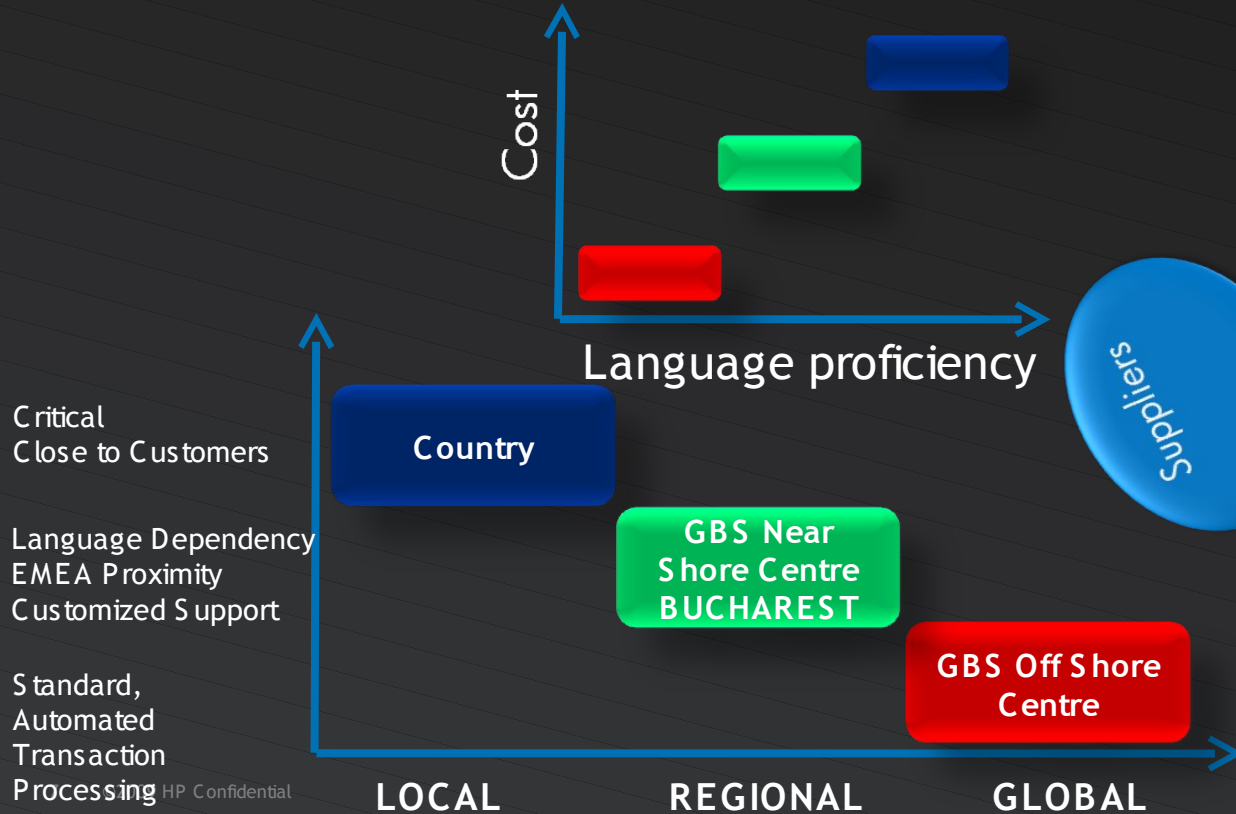 Cost
Language proficiency
Suppliers
Critical
Close to Customers
Country
Language Dependency
EMEA Proximity
Customized Support
GBS Near
Shore Centre
BUCHAREST
Standard,
Automated
Transaction
Processing
GBS Off Shore
Centre
HP Confidential
LOCAL
REGIONAL
GLOBAL